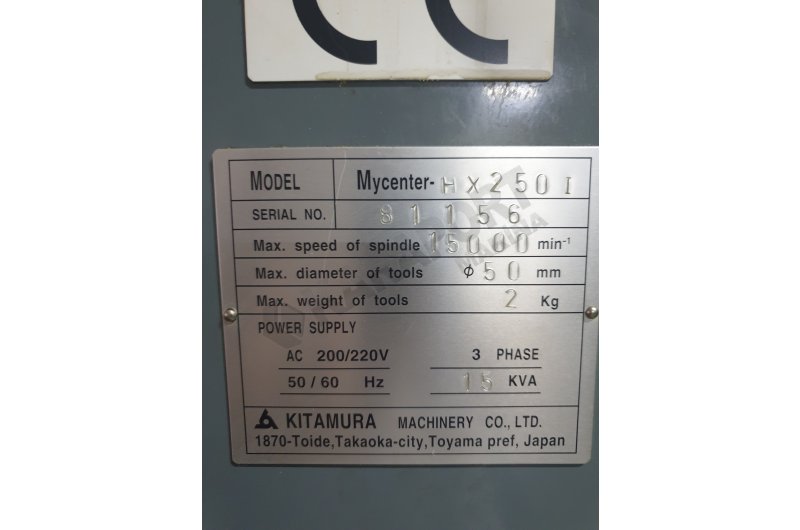 CE
MODEL Mycenter-HX250I
SERIAL NO. 81156
Max. speed of spindle 15000 min-1
Max. diameter of tools φ50 mm
Max. weight of tools 2 Kg
POWER SUPPLY
AC 200/220V 3 PHASE
50/60 Hz 15 KVA
KITAMURA MACHINERY CO., LTD.
1870-Toide,Takaoka-city,Toyama pref, Japan